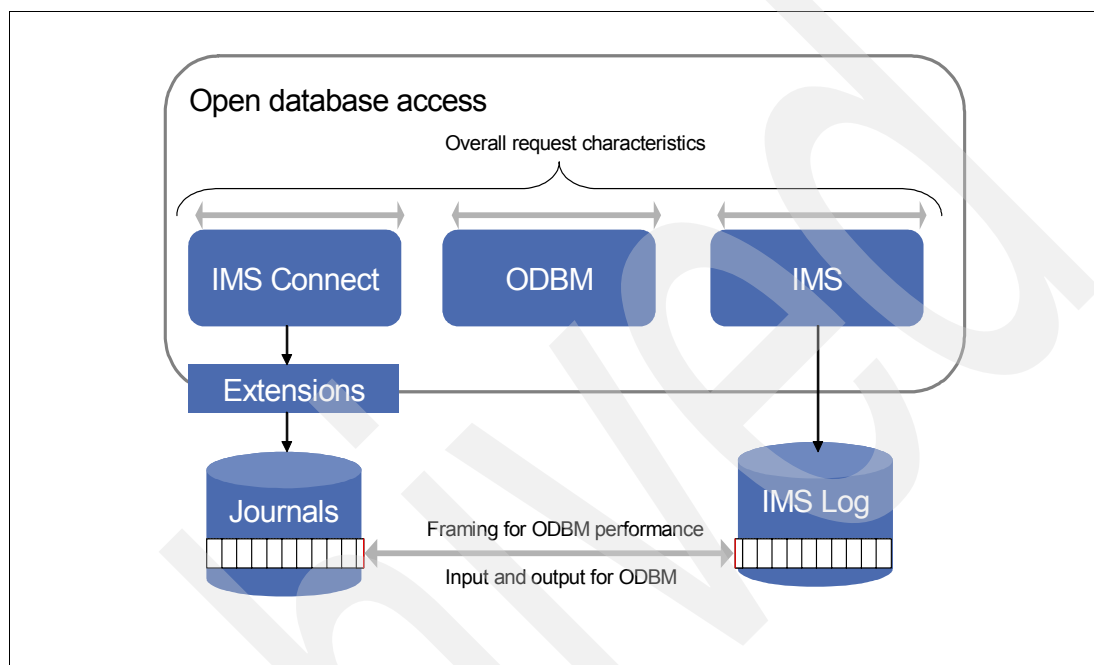 Open database access
Overall request characteristics
IMS Connect
ODBM
IMS
Extensions
Journals
IMS Log
Framing for ODBM performance
Input and output for ODBM